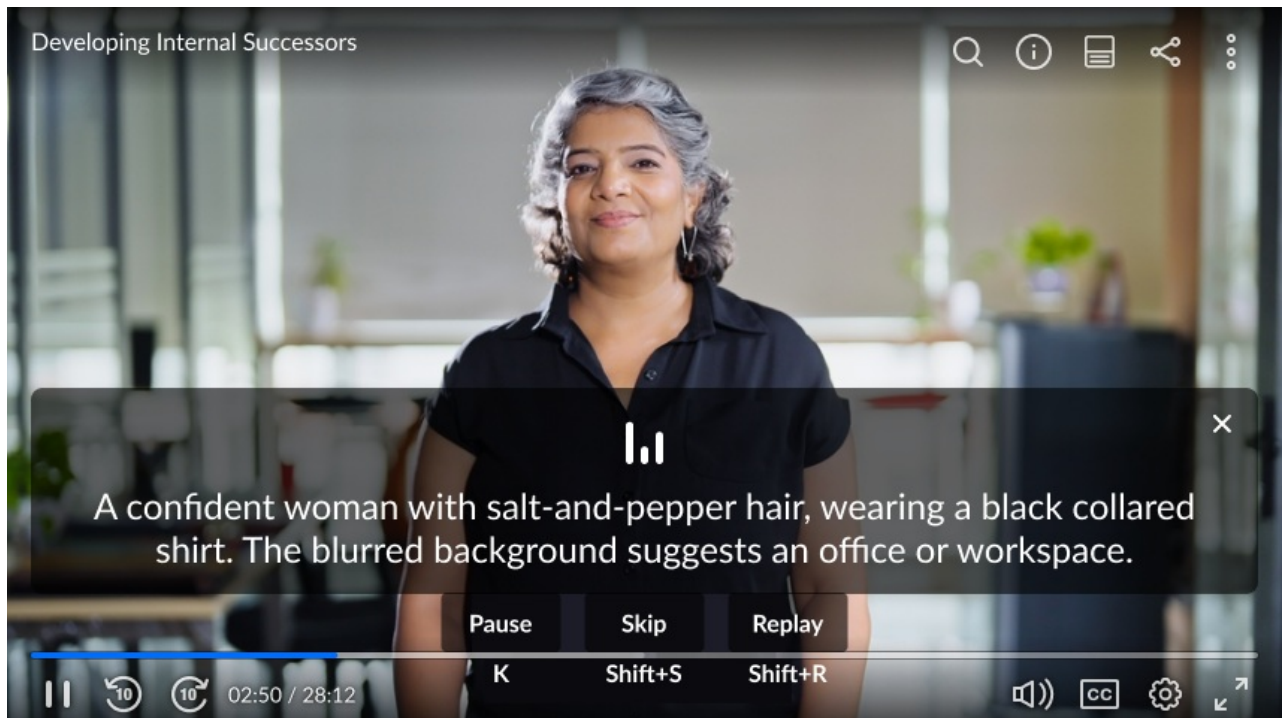 Developing Internal Successors
A confident woman with salt-and-pepper hair, wearing a black collared
shirt. The blurred background suggests an office or workspace.
Pause Skip Replay
K Shift+S Shift+R
10 10 02:50 / 28:12 CC